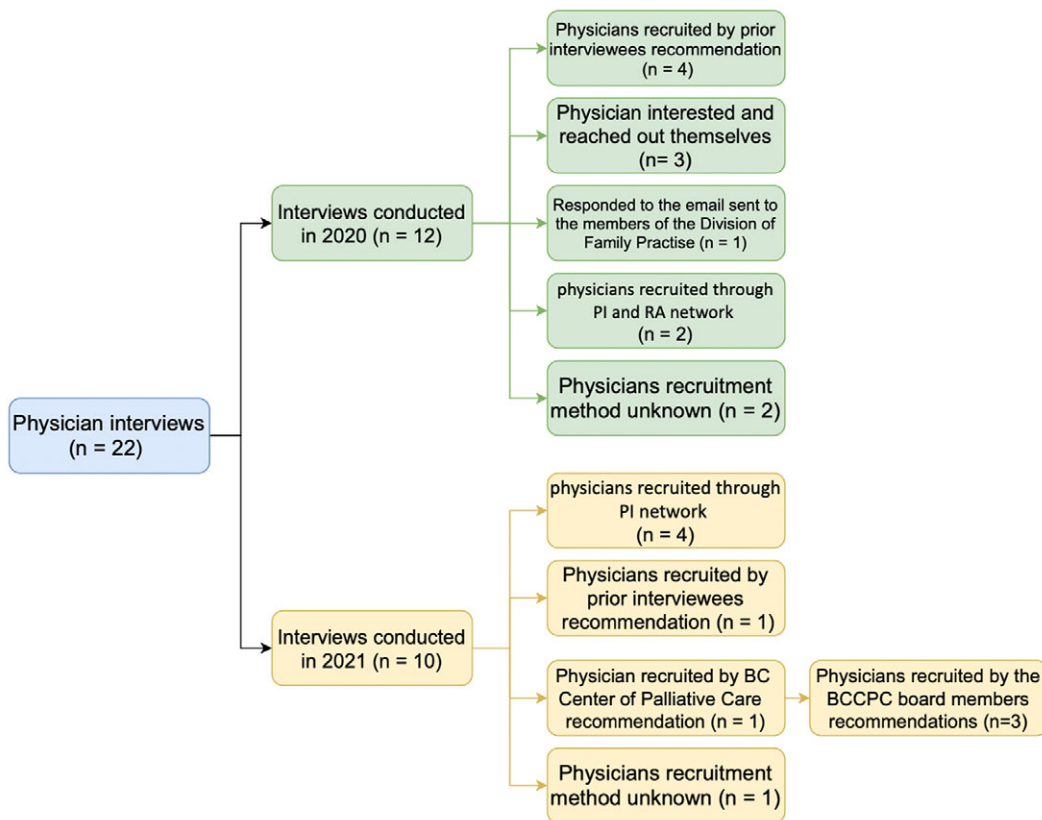 Physician interviews
(n = 22)
Interviews conducted
in 2020 (n = 12)
Physicians recruited by prior
interviewees recommendation
(n = 4)
Physician interested and
reached out themselves
(n= 3)
Responded to the email sent to
the members of the Division of
Family Practise (n = 1)
physicians recruited through
PI and RA network
(n = 2)
Physicians recruitment
method unknown (n = 2)
Interviews conducted
in 2021 (n = 10)
physicians recruited through
PI network
(n = 4)
Physicians recruited by
prior interviewees
recommendation (n = 1)
Physician recruited by BC
Center of Palliative Care
recommendation (n = 1)
Physicians recruited by the
BCCPC board members
recommendations (n=3)
Physicians recruitment
method unknown (n = 1)